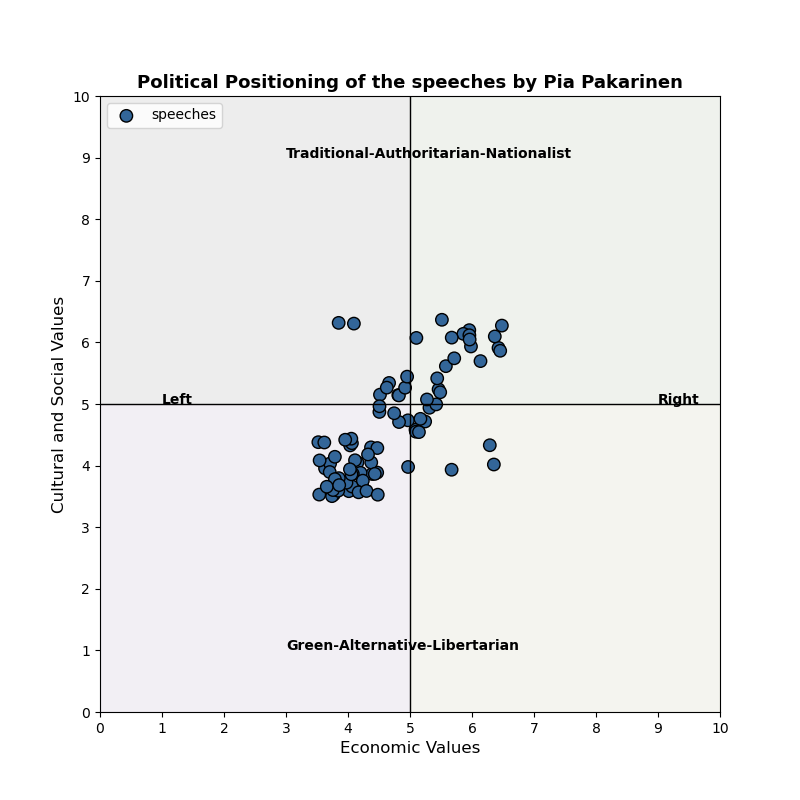 Political Positioning of the speeches by Pia Pakarinen
10
9
8
7
6
5
4
3
2
1
0
Cultural and Social Values
speeches
Traditional-Authoritarian-Nationalist
Left
Right
Green-Alternative-Libertarian
0 1 2 3 4 5 6 7 8 9 10
Economic Values